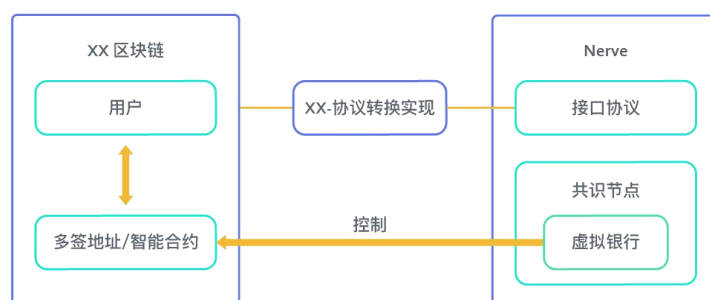 XX 区块链
Nerve
用户
XX-协议转换实现
接口协议
共识节点
控制
多签地址/智能合约
虚拟银行